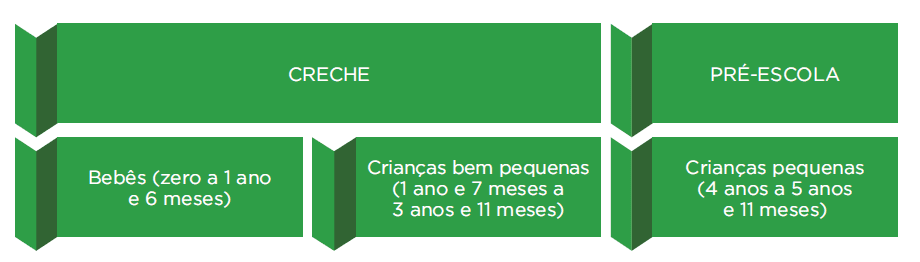 CRECHE
PRÉ-ESCOLA
Bebês (zero a 1 ano
e 6 meses)
Crianças bem pequenas
(1 ano e 7 meses a
3 anos e 11 meses)
Crianças pequenas
(4 anos a 5 anos
e 11 meses)